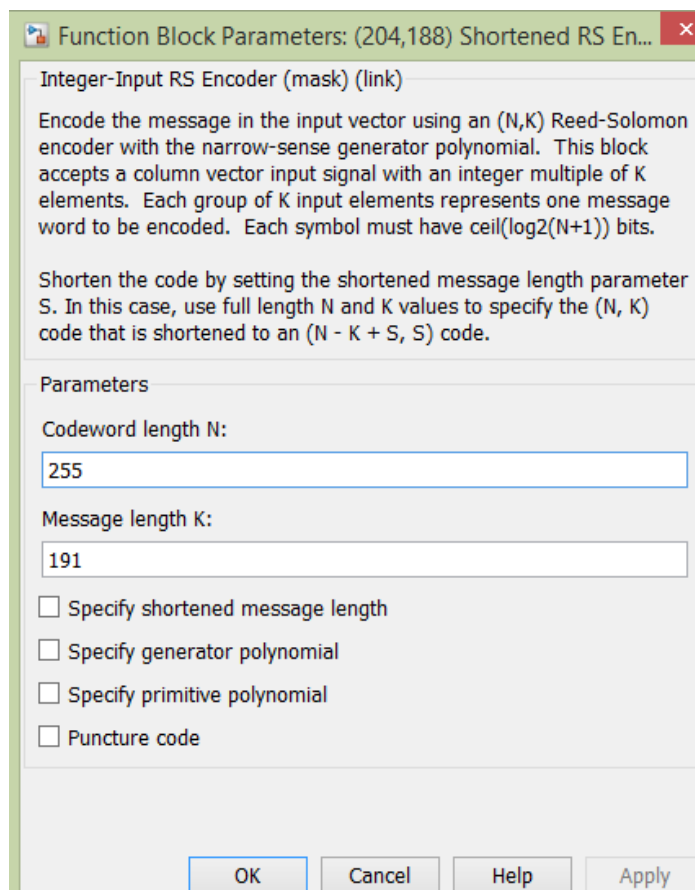 Function Block Parameters: (204,188) Shortened RS En...
Integer-Input RS Encoder (mask) (link)
Encode the message in the input vector using an (N,K) Reed-Solomon
encoder with the narrow-sense generator polynomial.  This block
accepts a column vector input signal with an integer multiple of K
elements.  Each group of K input elements represents one message
word to be encoded.  Each symbol must have ceil(log2(N+1)) bits.
Shorten the code by setting the shortened message length parameter
S. In this case, use full length N and K values to specify the (N, K)
code that is shortened to an (N - K + S, S) code.
Parameters
Codeword length N:
255
Message length K:
191
Specify shortened message length
Specify generator polynomial
Specify primitive polynomial
Puncture code
OK Cancel Help Apply